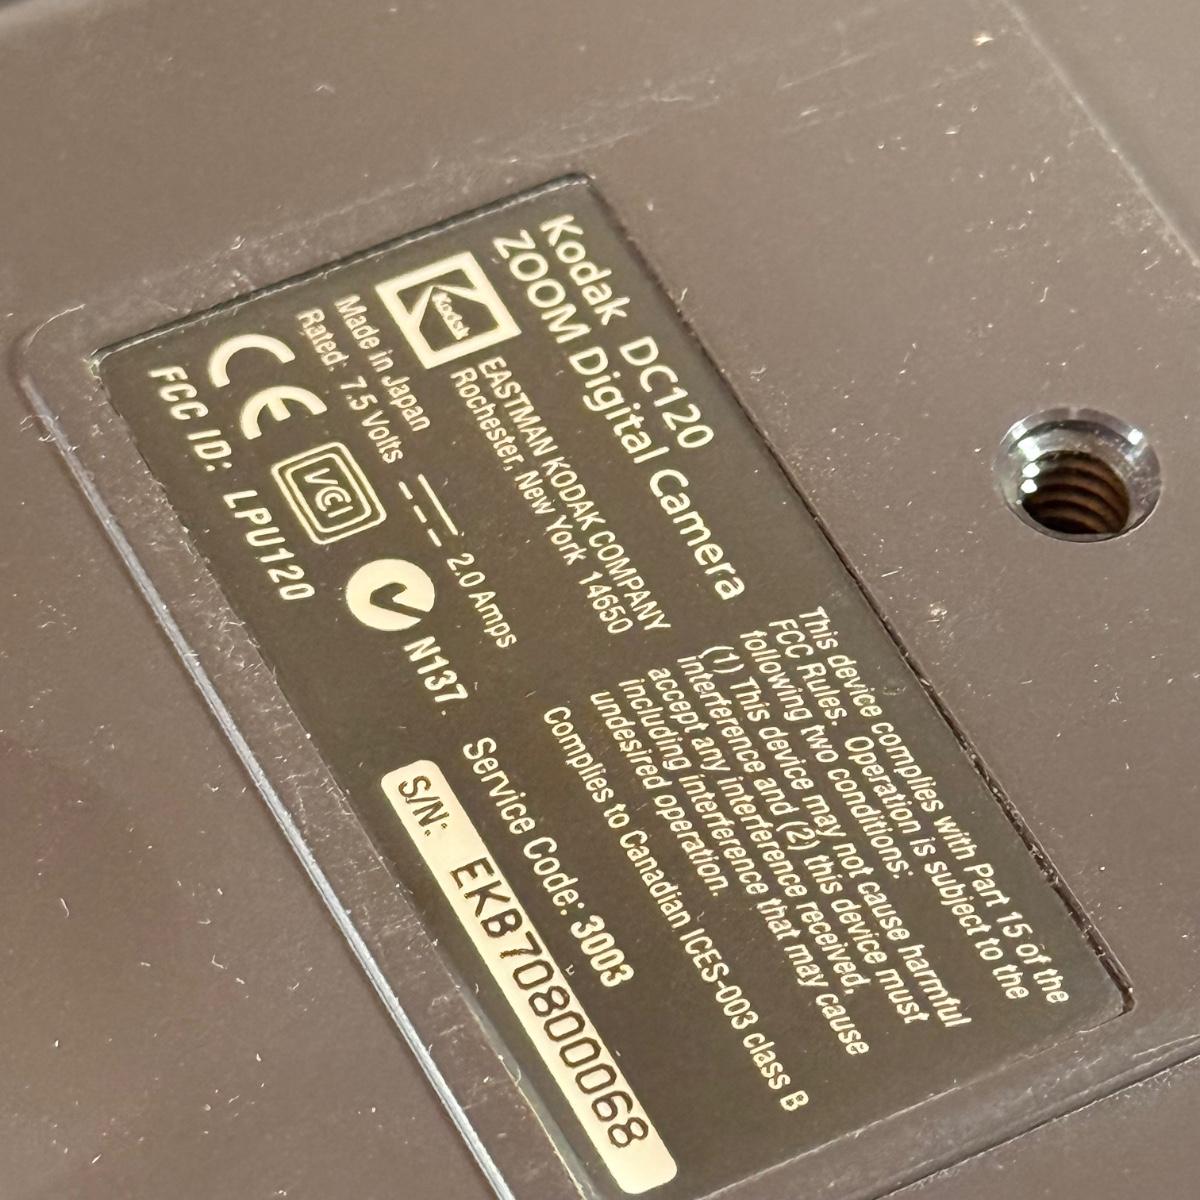 Kodak DC120
ZOOM Digital Camera
Kodak
EASTMAN KODAK COMPANY
Rochester, New York 14650
Made in Japan
Rated: 7.5 Volts 2.0 Amps
CE VCI N137
FCC ID: LPU120
This device complies with Part 15 of the
FCC Rules. Operation is subject to the
following two conditions:
(1) This device may not cause harmful
interference and (2) this device must
accept any interference received,
including interference that may cause
undesired operation.
Complies to Canadian ICES-003 class B
Service Code: 3003
S/N: EKB70800068